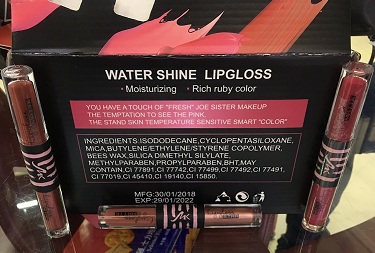 WATER SHINE LIPGLOSS
• Moisturizing • Rich ruby color
YOU HAVE A TOUCH OF "FRESH" JOE SISTER MAKEUP
THE TEMPTATION TO SEE THE PINK.
THE STAND SKIN TEMPERATURE SENSITIVE SMART "COLOR"
INGREDIENTS:ISODODECANE,CYCLOPENTASILOXANE,
MICA,BUTYLENE/ETHYLENE/STYRENE COPOLYMER,
BEES WAX.SILICA DIMETHYL SILYLATE,
METHYLPARABEN,PROPYLPARABEN,BHT.MAY
CONTAIN,CI 77891,CI 77742,CI 77499,CI 77492,CI 77491,
CI 77019,CI 45410,CI 19140,CI 15850.
MFG:30/01/2018
EXP:29/01/2022